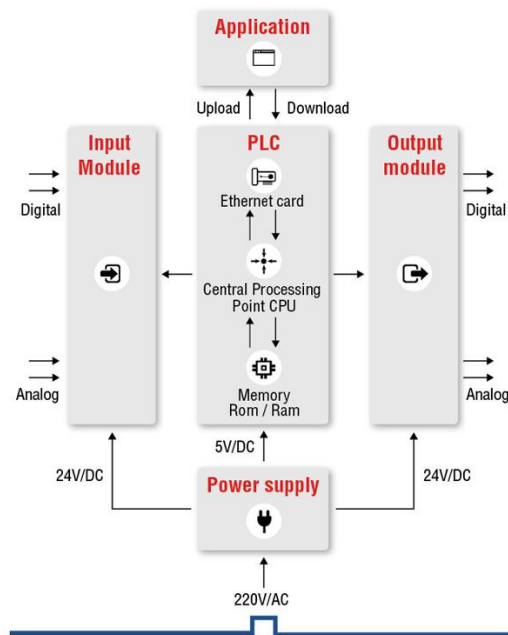 Application
Upload
Download
Input
Module
PLC
Output
module
Digital
Ethernet card
Digital
Central Processing
Point CPU
Analog
Memory
Rom / Ram
Analog
24V/DC
5V/DC
24V/DC
Power supply
220V/AC